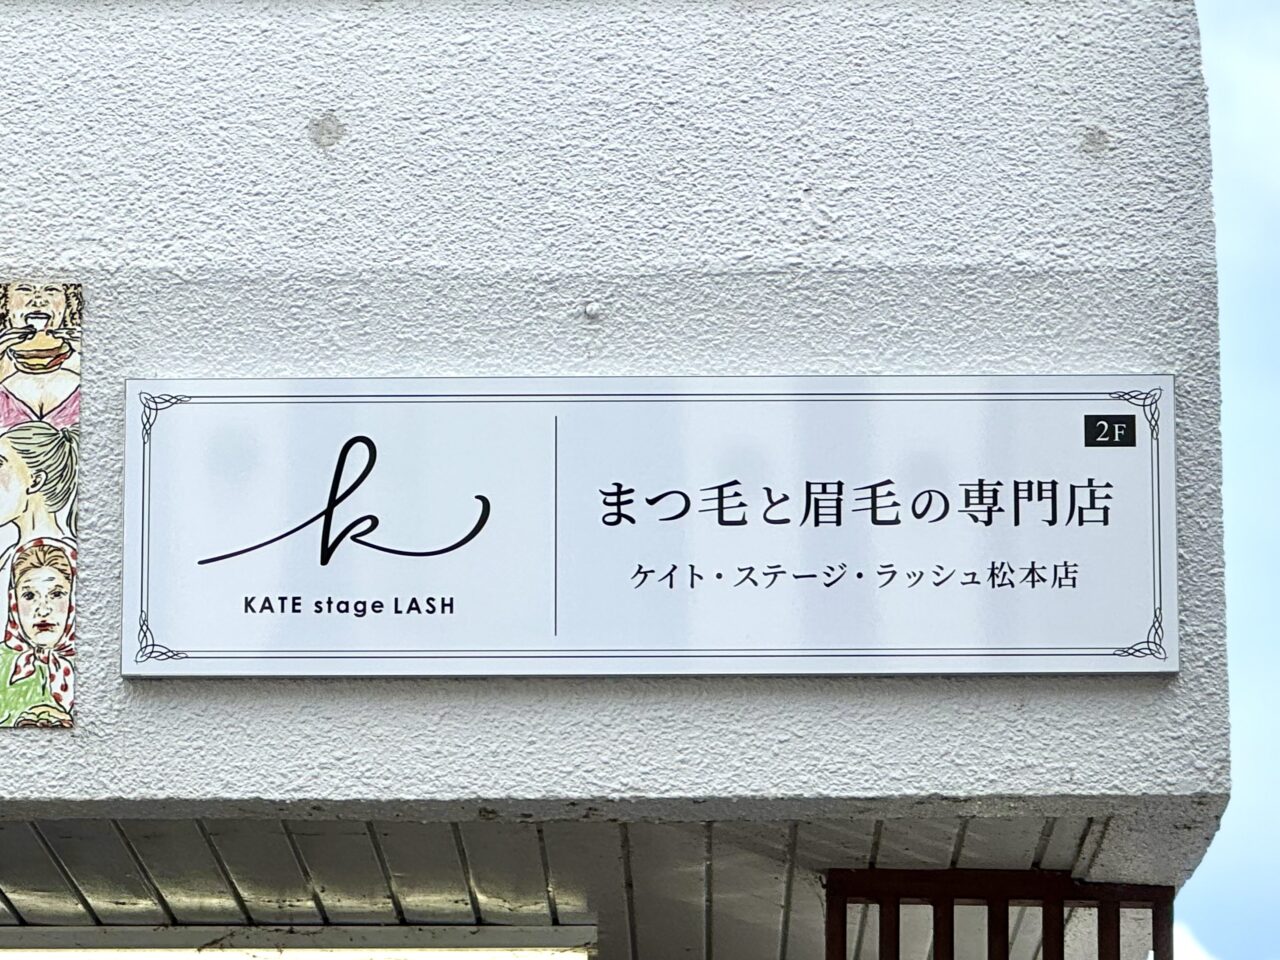 k
KATE stage LASH
2F
まつ毛と眉毛の専門店
ケイト・ステージ・ラッシュ松本店